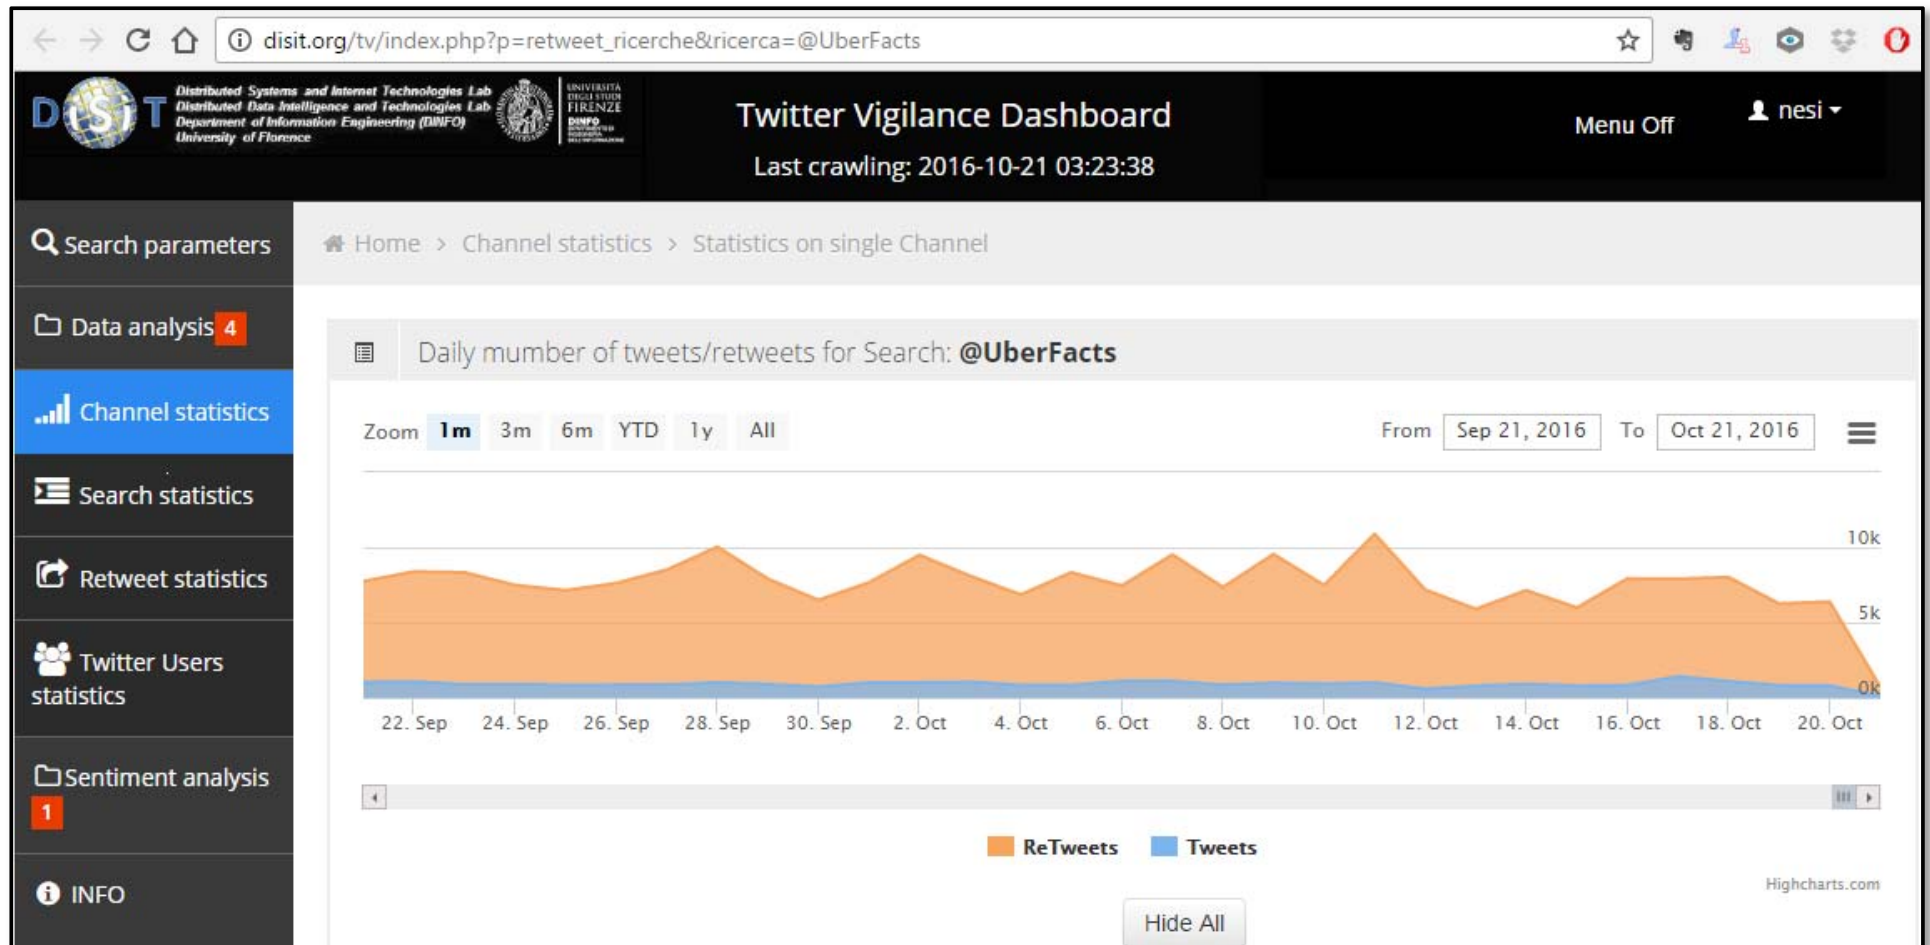 disit.org/tv/index.php?p=retweet_ricerche&ricerca=@UberFacts
DISIT
Distributed Systems and Internet Technologies Lab
Distributed Data Intelligence and Technologies Lab
Department of Information Engineering (DINFO)
University of Florence
UNIVERSITÀ
DEGLI STUDI
FIRENZE
DINFO
Twitter Vigilance Dashboard
Last crawling: 2016-10-21 03:23:38
Menu Off
nesi
Search parameters
Data analysis 4
Channel statistics
Search statistics
Retweet statistics
Twitter Users
statistics
Sentiment analysis
1
INFO
Home > Channel statistics > Statistics on single Channel
Daily mumber of tweets/retweets for Search: @UberFacts
Zoom 1m 3m 6m YTD 1y All
From Sep 21, 2016 To Oct 21, 2016
10k
5k
0k
22. Sep 24. Sep 26. Sep 28. Sep 30. Sep 2. Oct 4. Oct 6. Oct 8. Oct 10. Oct 12. Oct 14. Oct 16. Oct 18. Oct 20. Oct
ReTweets Tweets
Highcharts.com
Hide All